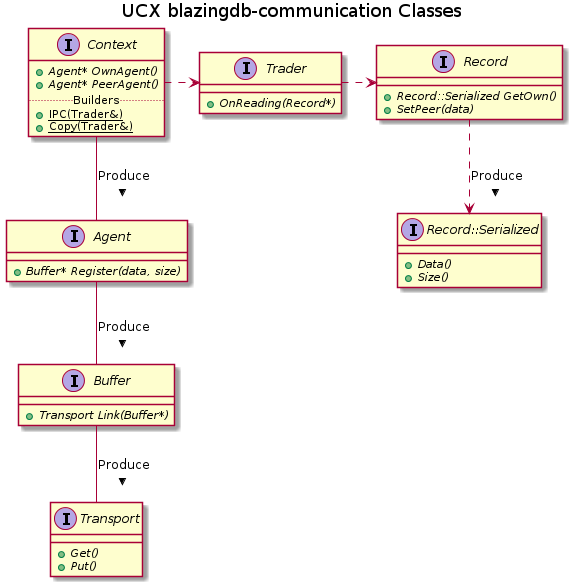 UCX blazingdb-communication Classes
I Context
Agent* OwnAgent()
Agent* PeerAgent()
Builders
IPC(Trader&)
Copy(Trader&)
I Trader
OnReading(Record*)
I Record
Record::Serialized GetOwn()
SetPeer(data)
Produce
Produce
I Agent
Buffer* Register(data, size)
I Record::Serialized
Data()
Size()
Produce
I Buffer
Transport Link(Buffer*)
Produce
I Transport
Get()
Put()